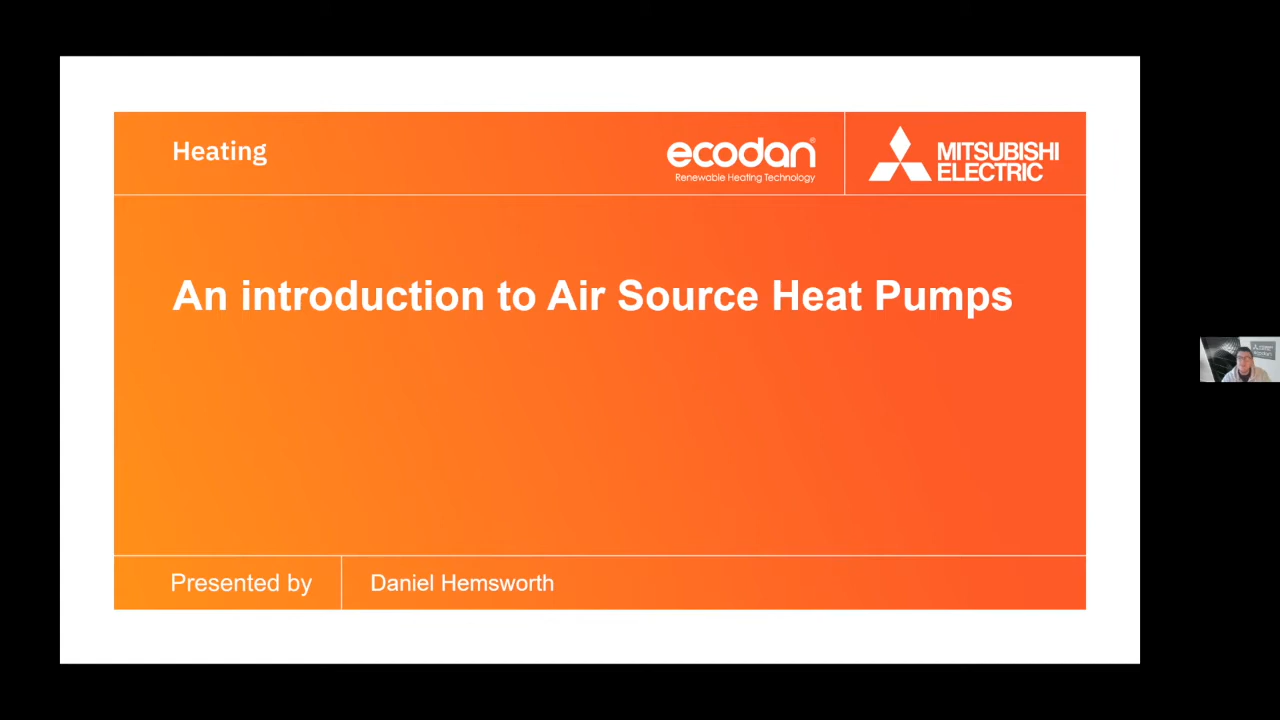 Heating
ecodan®
Renewable Heating Technology
MITSUBISHI
ELECTRIC
An introduction to Air Source Heat Pumps
Presented by
Daniel Hemsworth